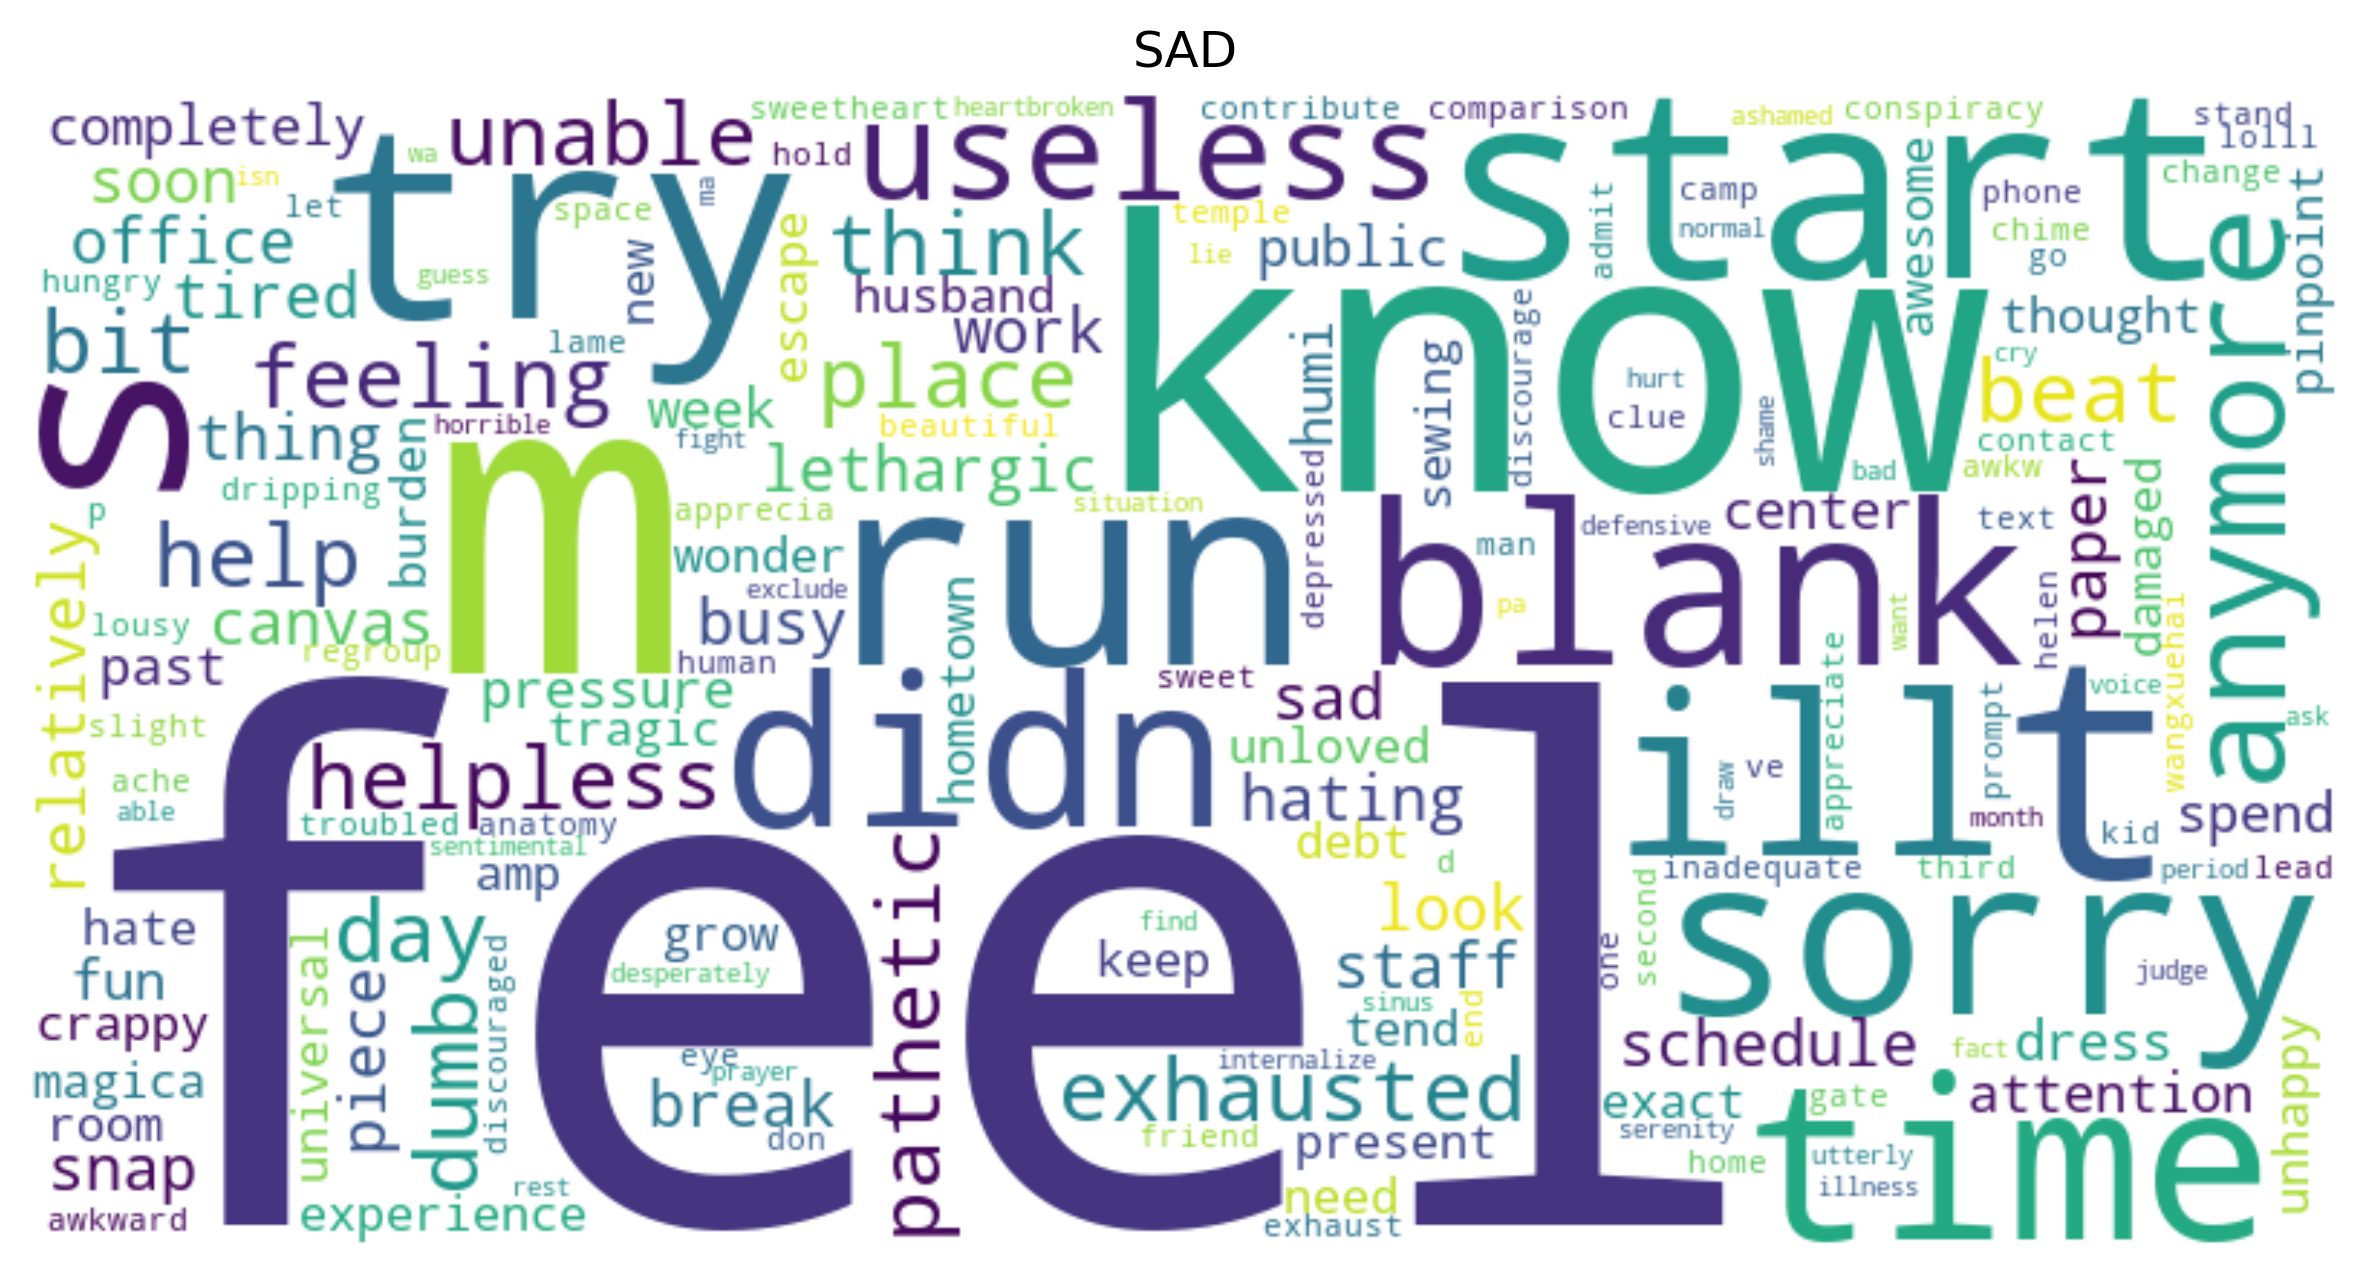 SAD
completely
unable
sweetheart
heartbroken
useless
contribute
comparison
start
ashamed
conspiracy
stand
lolll
try
wa
hold
soon
isn
let
ma
space
camp
phone
change
admit
normal
awesome
chime
go
pinpoint
office
new
escape
think
temple
lie
public
know
hungry
tired
guess
husband
work
thought
anymore
bit
lame
feeling
place
humi
discourage
sewing
hurt
clue
shame
cry
beat
s
week
horrible
beautiful
thing
burden
fight
contact
m
lethargic
bad
awkw
dripping
p
apprecia
situation
depressed
run
blank
defensive
center
text
paper
damaged
relatively
help
wonder
man
exclude
busy
hometown
pa
want
helen
wangxuehai
lousy
canvas
regroup
past
human
pressure
sweet
sad
ill
appreciate
prompt
t
voice
ask
slight
tragic
didn
unloved
helpless
hating
draw
ve
ache
able
month
spend
troubled
anatomy
debt
kid
sentimental
amp
d
inadequate
third
period
lead
feel
pathetic
hate
day
grow
find
look
second
sorry
universal
discouraged
desperately
keep
staff
one
judge
fun
piece
dumby
sinus
end
tend
crappy
schedule
fact
dress
unhappy
eye
prayer
internalize
magica
break
exhausted
exact
gate
attention
room
don
friend
present
serenity
time
snap
home
utterly
rest
need
illness
awkward
experience
exhaust